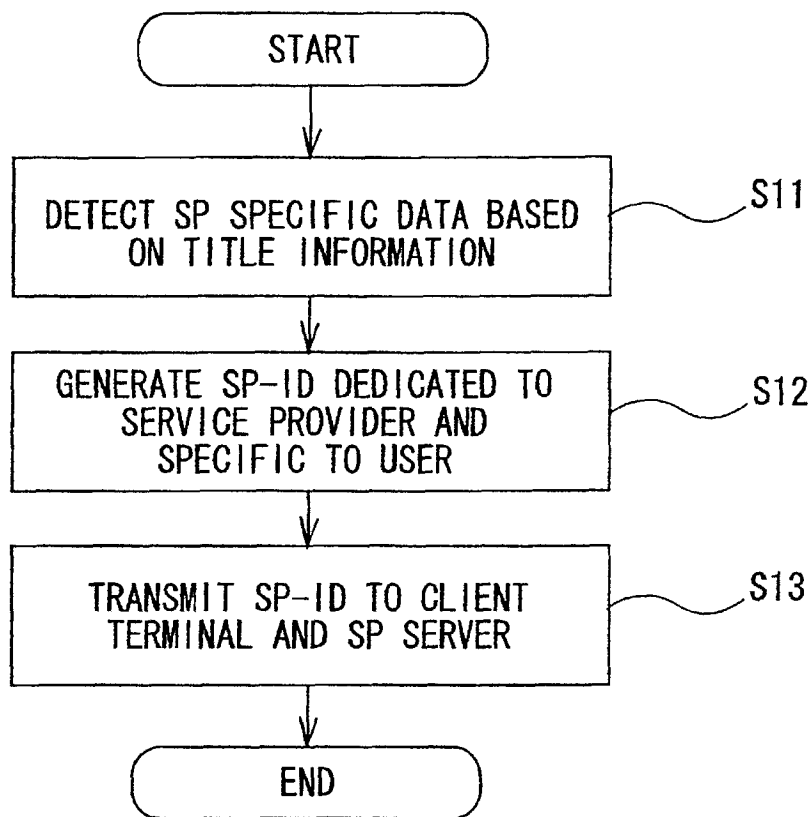 START
DETECT SP SPECIFIC DATA BASED
ON TITLE INFORMATION
S11
GENERATE SP-ID DEDICATED TO
SERVICE PROVIDER AND
SPECIFIC TO USER
S12
TRANSMIT SP-ID TO CLIENT
TERMINAL AND SP SERVER
S13
END